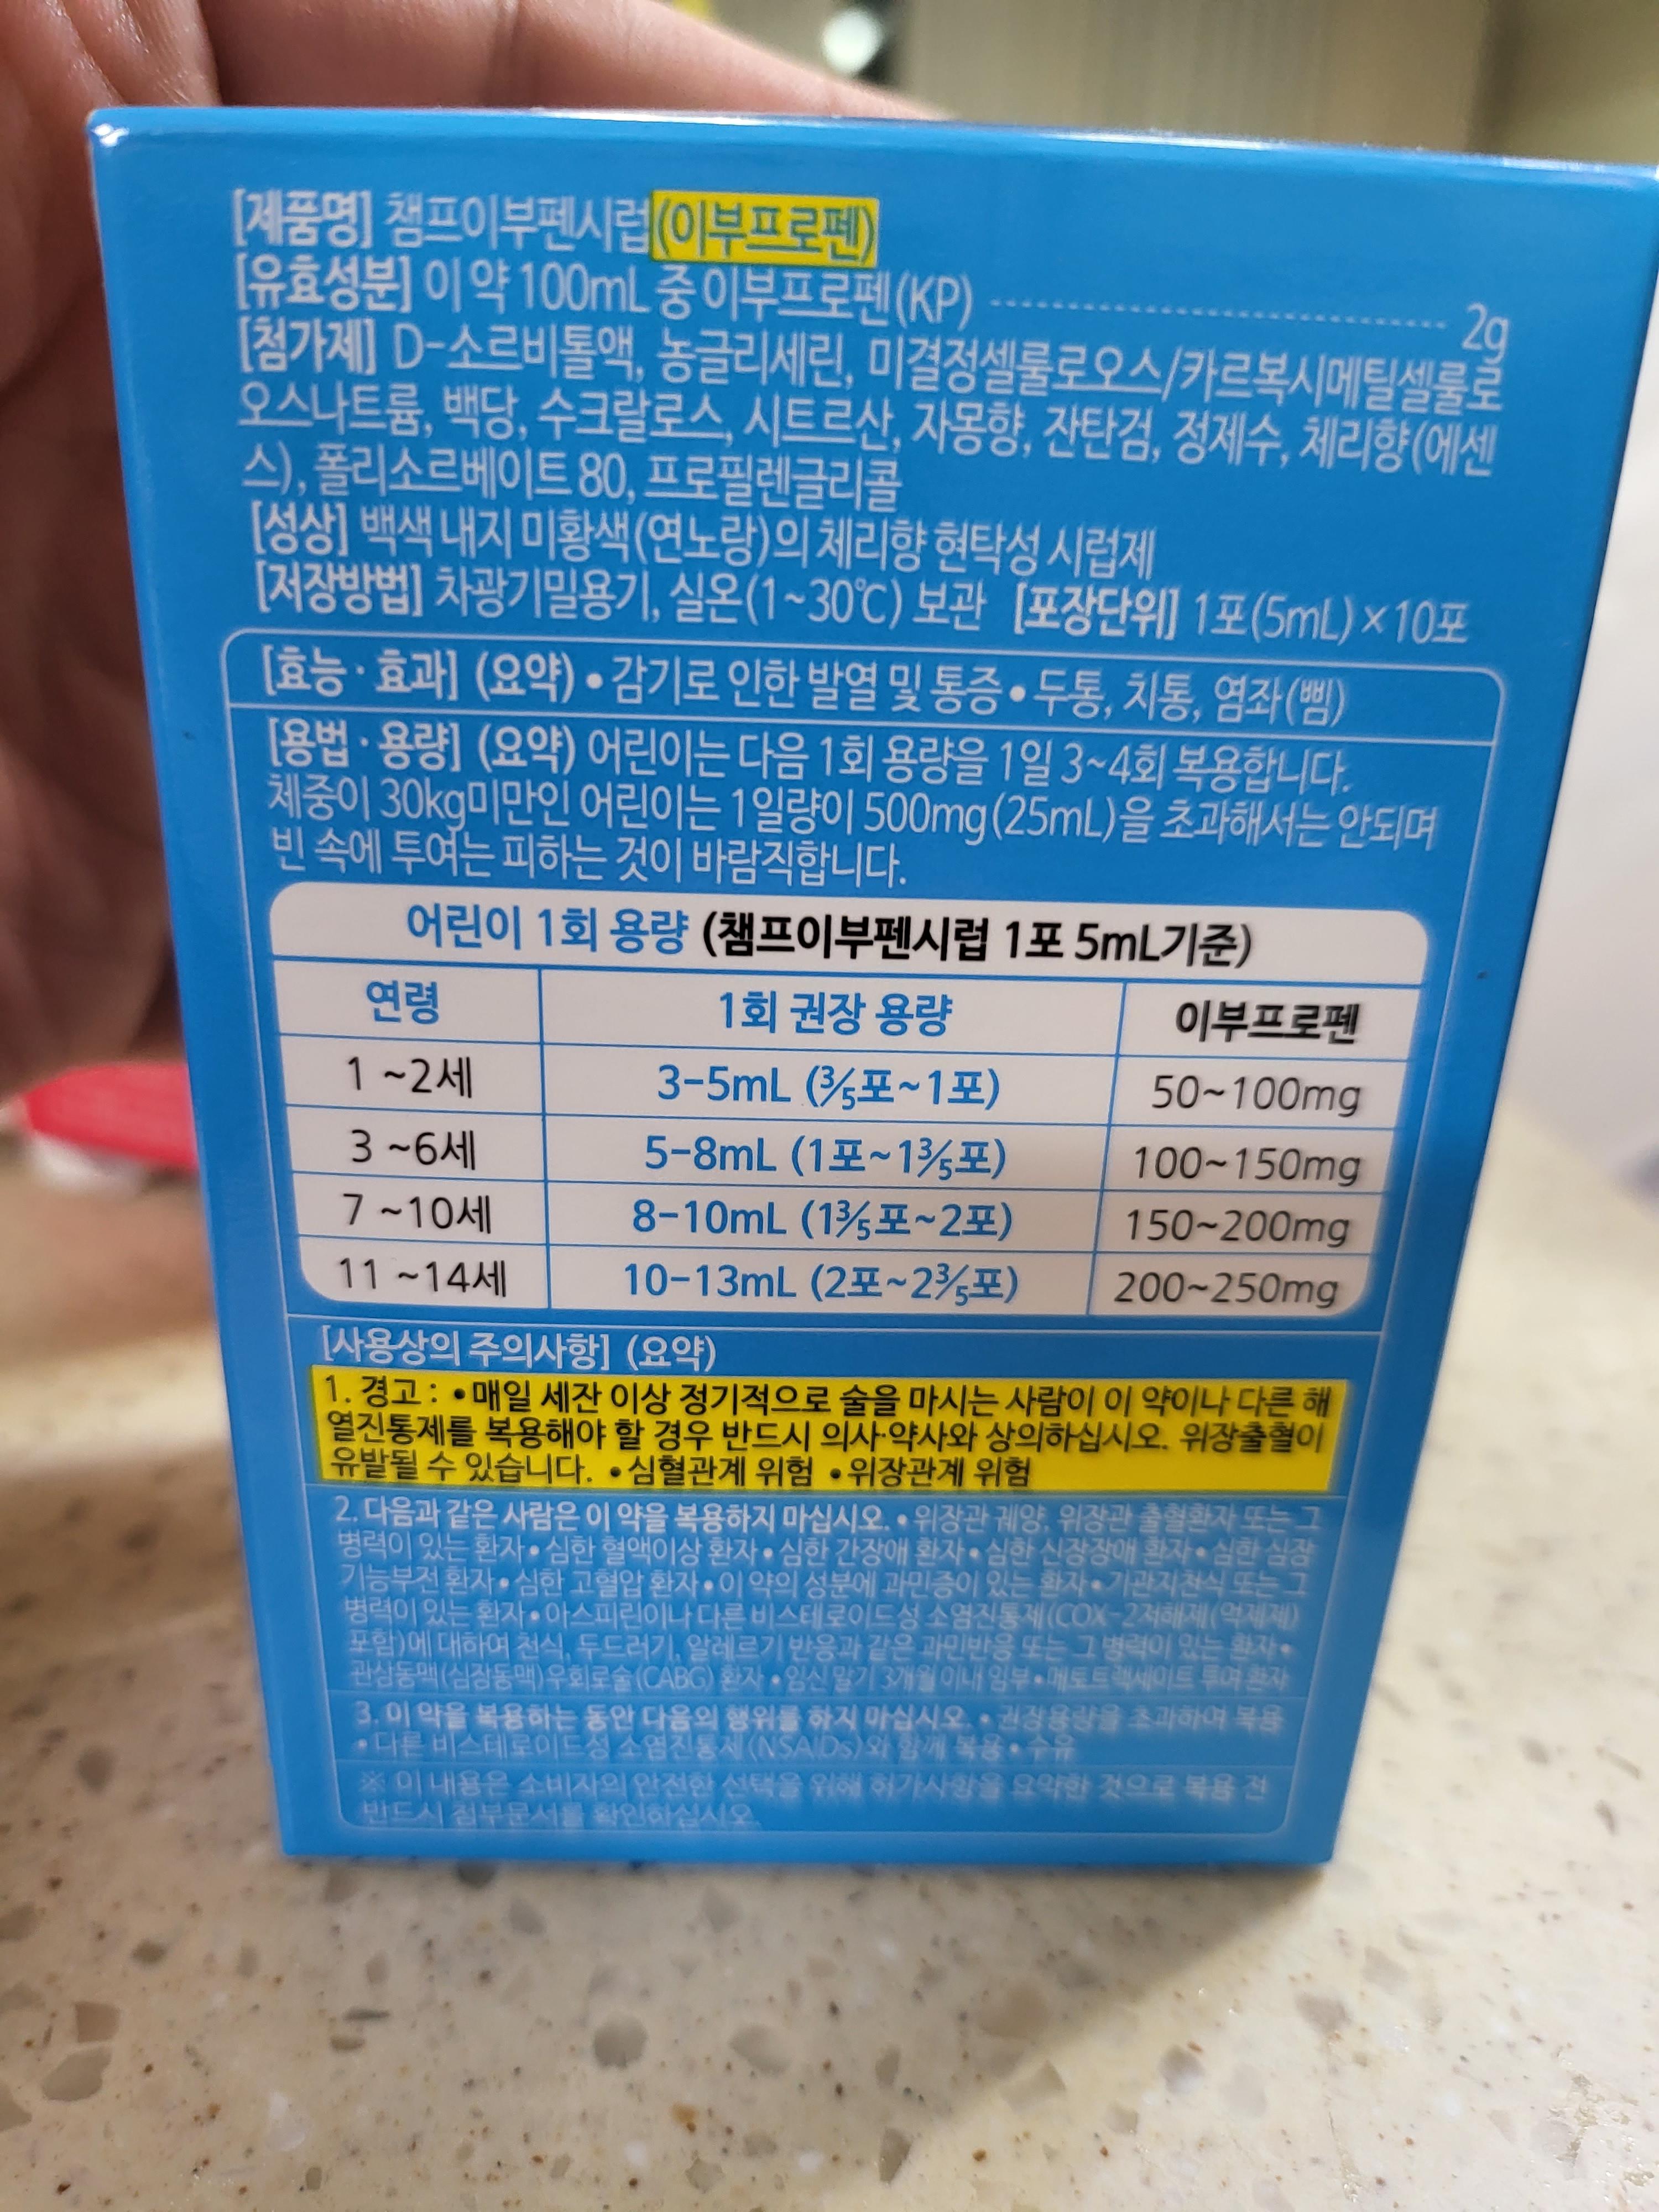 [제품명] 챔프이부펜시럽(이부프로펜)
[유효성분] 이 약 100mL 중 이부프로펜(KP) ---------- 2g
[첨가제] D-소르비톨액, 농글리세린, 미결정셀룰로오스/카르복시메틸셀룰로
오스나트륨, 백당, 수크랄로스, 시트르산, 자몽향, 잔탄검, 정제수, 체리향(에센
스), 폴리소르베이트 80, 프로필렌글리콜
[성상] 백색 내지 미황색(연노랑)의 체리향 현탁성 시럽제
[저장방법] 차광기밀용기, 실온(1~30℃) 보관 [포장단위] 1포(5mL)×10포
[효능·효과] (요약) •감기로 인한 발열 및 통증 •두통, 치통, 염좌(삠)
[용법·용량] (요약) 어린이는 다음 1회 용량을 1일 3~4회 복용합니다.
체중이 30kg미만인 어린이는 1일량이 500mg(25mL)을 초과해서는 안되며
빈 속에 투여는 피하는 것이 바람직합니다.
어린이 1회 용량 (챔프이부펜시럽 1포 5mL기준)
연령 1회 권장 용량 이부프로펜
1 ~2세 3-5mL (⅗포~1포) 50~100mg
3 ~6세 5-8mL (1포~1⅗포) 100~150mg
7 ~10세 8-10mL (1⅗포~2포) 150~200mg
11 ~14세 10-13mL (2포~2⅗포) 200~250mg
[사용상의 주의사항] (요약)
1. 경고 : •매일 세잔 이상 정기적으로 술을 마시는 사람이 이 약이나 다른 해
열진통제를 복용해야 할 경우 반드시 의사·약사와 상의하십시오. 위장출혈이
유발될 수 있습니다. •심혈관계 위험 •위장관계 위험
2. 다음과 같은 사람은 이 약을 복용하지 마십시오. •위장관 궤양, 위장관 출혈환자 또는 그
병력이 있는 환자 •심한 혈액이상 환자 •심한 간장애 환자 •심한 신장장애 환자 •심한 심장
기능부전 환자 •심한 고혈압 환자 •이 약의 성분에 과민증이 있는 환자 •기관지천식 또는 그
병력이 있는 환자 •아스피린이나 다른 비스테로이드성 소염진통제(COX-2저해제(억제제)
포함)에 대하여 천식, 두드러기, 알레르기 반응과 같은 과민반응 또는 그 병력이 있는 환자 •
관상동맥(심장동맥)우회로술(CABG) 환자 •임신 말기 3개월 이내 임부 •메토트렉세이트 투여 환자
3. 이 약을 복용하는 동안 다음의 행위를 하지 마십시오. •권장용량을 초과하여 복용
•다른 비스테로이드성 소염진통제(NSAIDs)와 함께 복용 •수유
※ 이 내용은 소비자의 안전한 선택을 위해 허가사항을 요약한 것으로 복용 전
반드시 첨부문서를 확인하십시오.